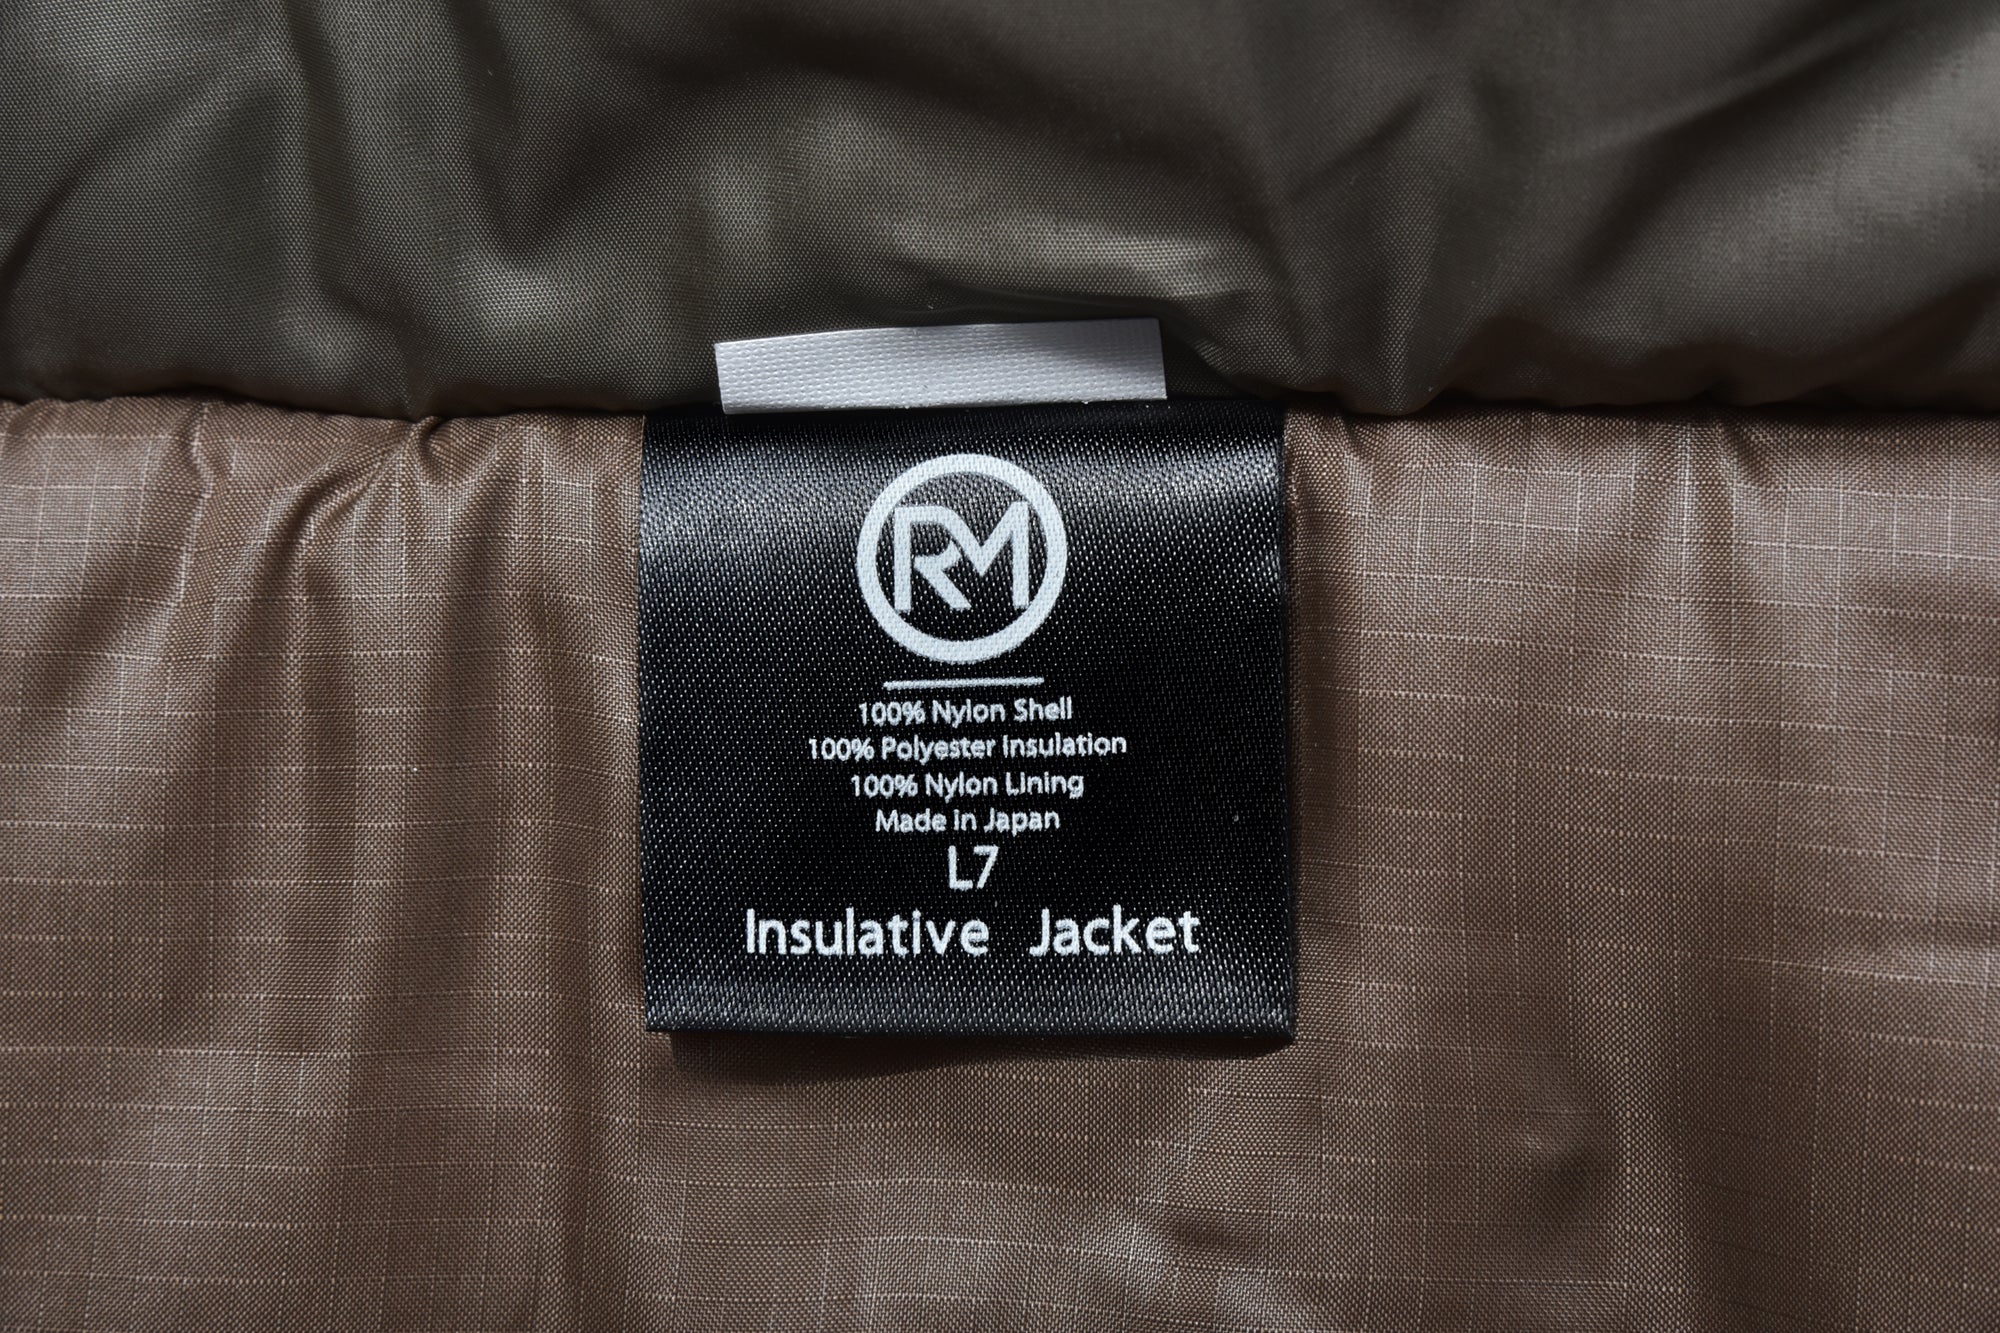 RM
100% Nylon Shell
100% Polyester Insulation
100% Nylon Lining
Made in Japan
L7
Insulative Jacket